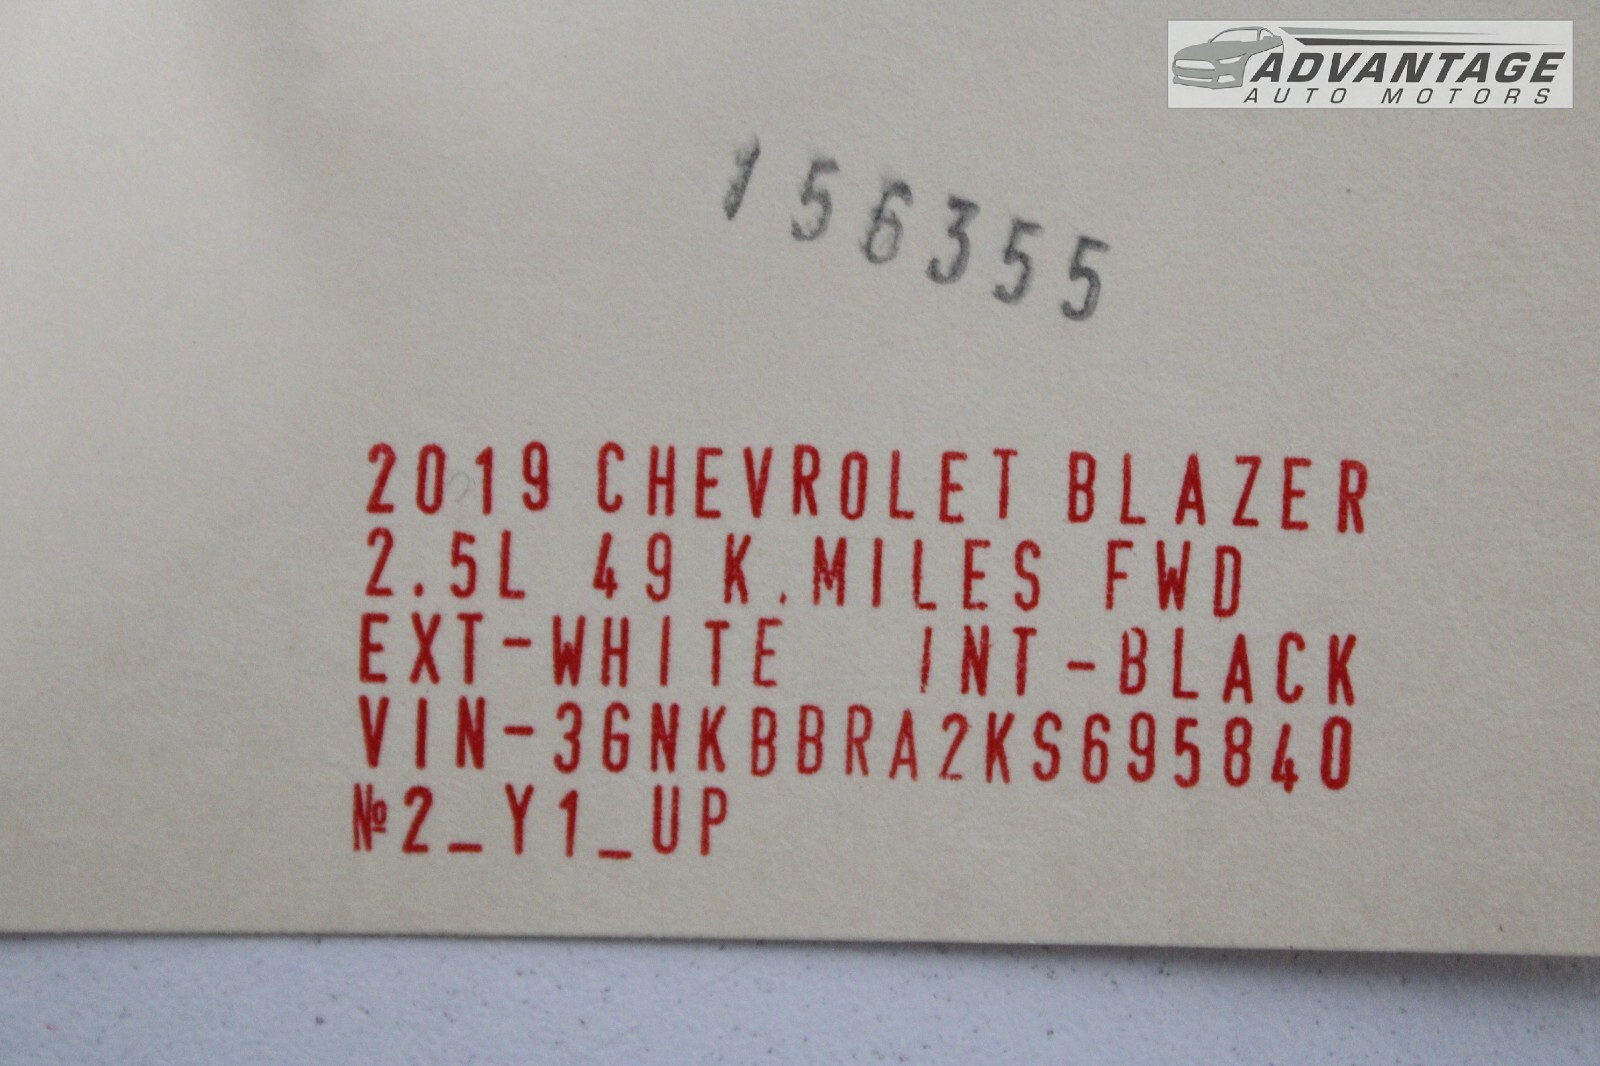 ADVANTAGE
AUTO MOTORS
156355
2019 CHEVROLET BLAZER
2.5L 49 K.MILES FWD
EXT-WHITE INT-BLACK
VIN-3GNKBBRA2KS695840
№2_Y1_UP